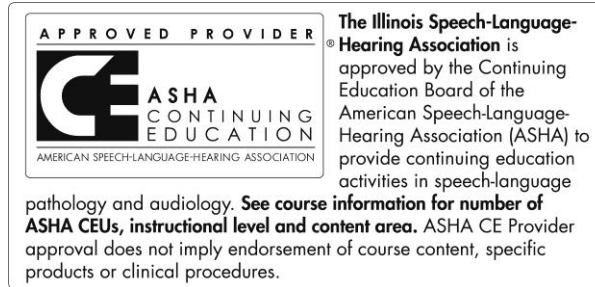 APPROVED PROVIDER
CE ASHA
CONTINUING
EDUCATION
AMERICAN SPEECH-LANGUAGE-HEARING ASSOCIATION
®
The Illinois Speech-Language-
Hearing Association is
approved by the Continuing
Education Board of the
American Speech-Language-
Hearing Association (ASHA) to
provide continuing education
activities in speech-language
pathology and audiology. See course information for number of
ASHA CEUs, instructional level and content area. ASHA CE Provider
approval does not imply endorsement of course content, specific
products or clinical procedures.